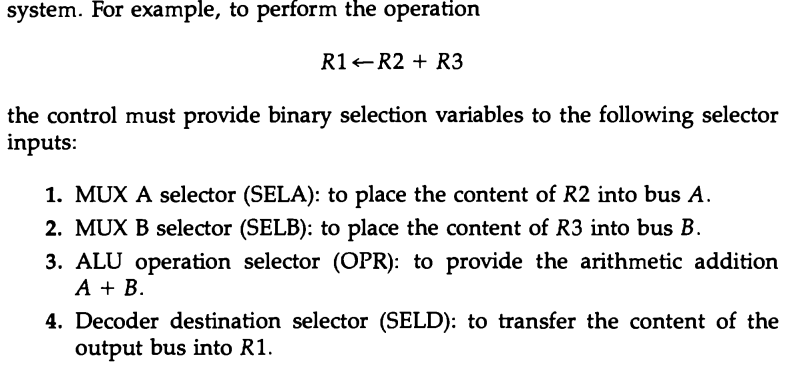 system. For example, to perform the operation
R1 ← R2 + R3
the control must provide binary selection variables to the following selector
inputs:
1. MUX A selector (SELA): to place the content of R2 into bus A.
2. MUX B selector (SELB): to place the content of R3 into bus B.
3. ALU operation selector (OPR): to provide the arithmetic addition
A + B.
4. Decoder destination selector (SELD): to transfer the content of the
output bus into R1.